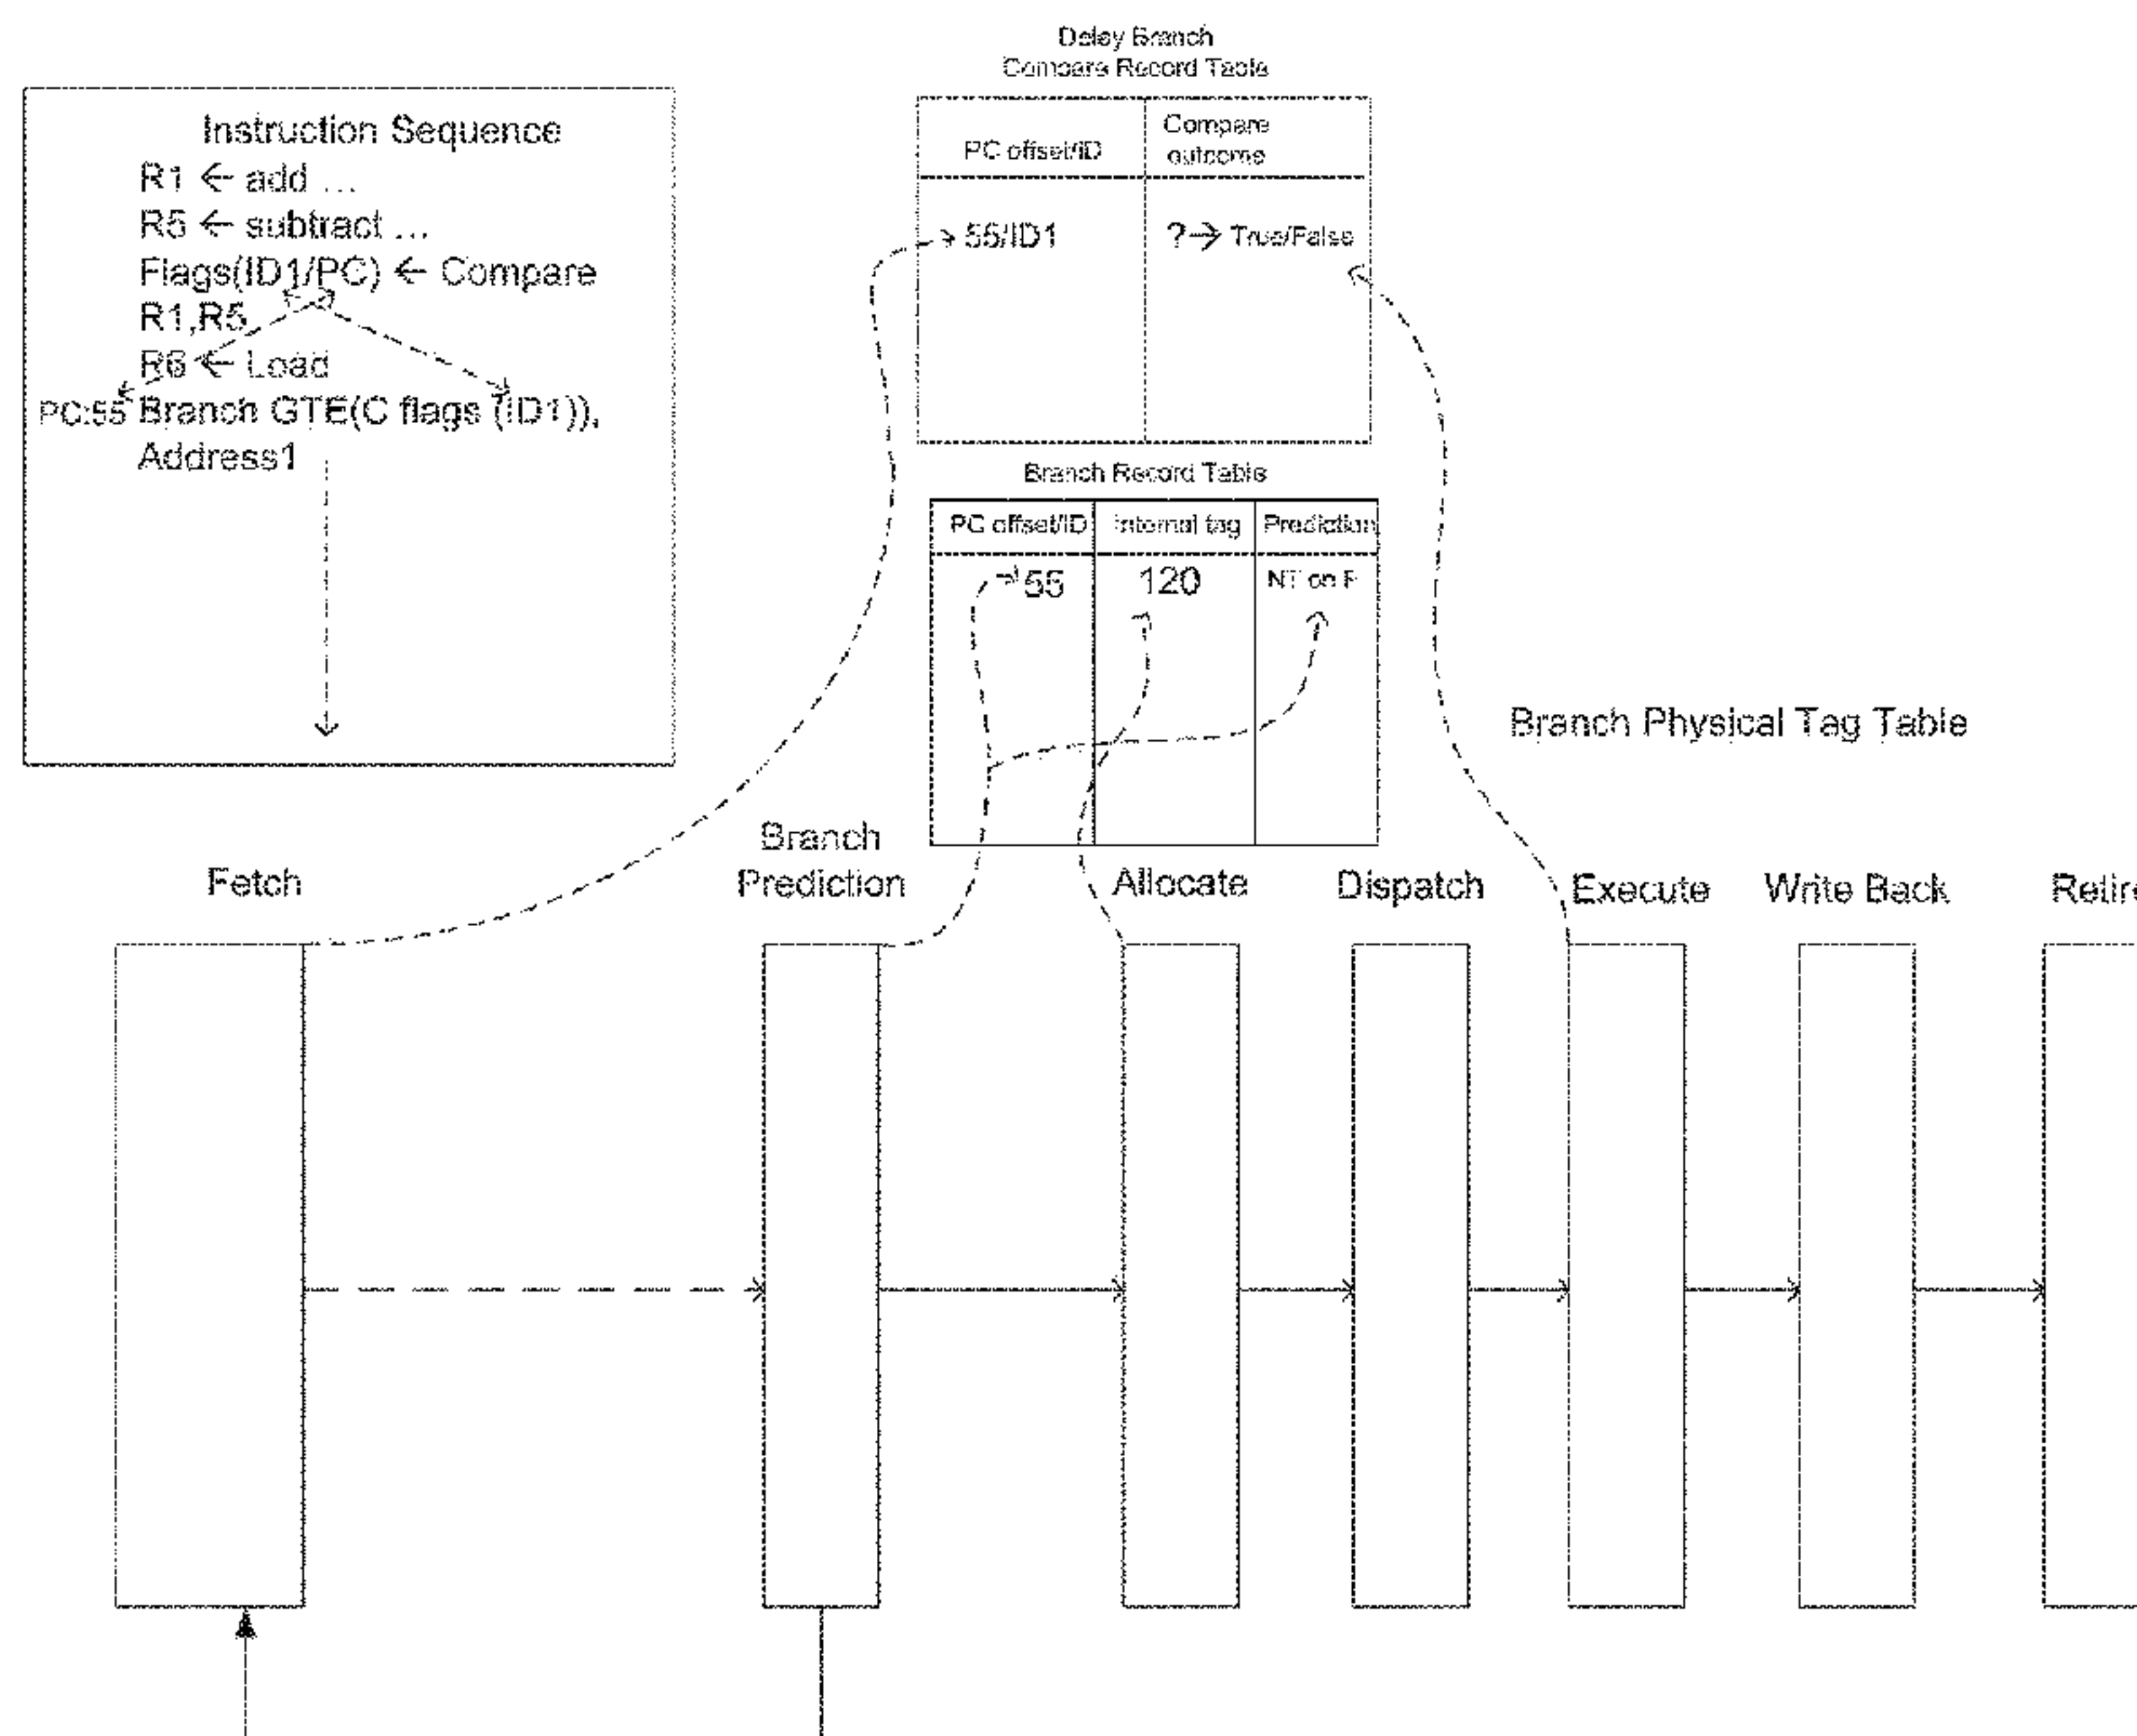 Delay Branch
Compare Record Table
Instruction Sequence
R1 ← add ...
R5 ← subtract ...
Flags(ID1/PC) ← Compare
R1,R5
R6 ← Load
PC:55 Branch GTE(C flags (ID1)),
Address1
PC offset/ID
Compare
outcome
55/ID1
?→ True/False
Branch Record Table
PC offset/ID
Internal tag
Prediction
55
120
NT on F
Branch Physical Tag Table
Fetch
Branch
Prediction
Allocate
Dispatch
Execute
Write Back
Retire